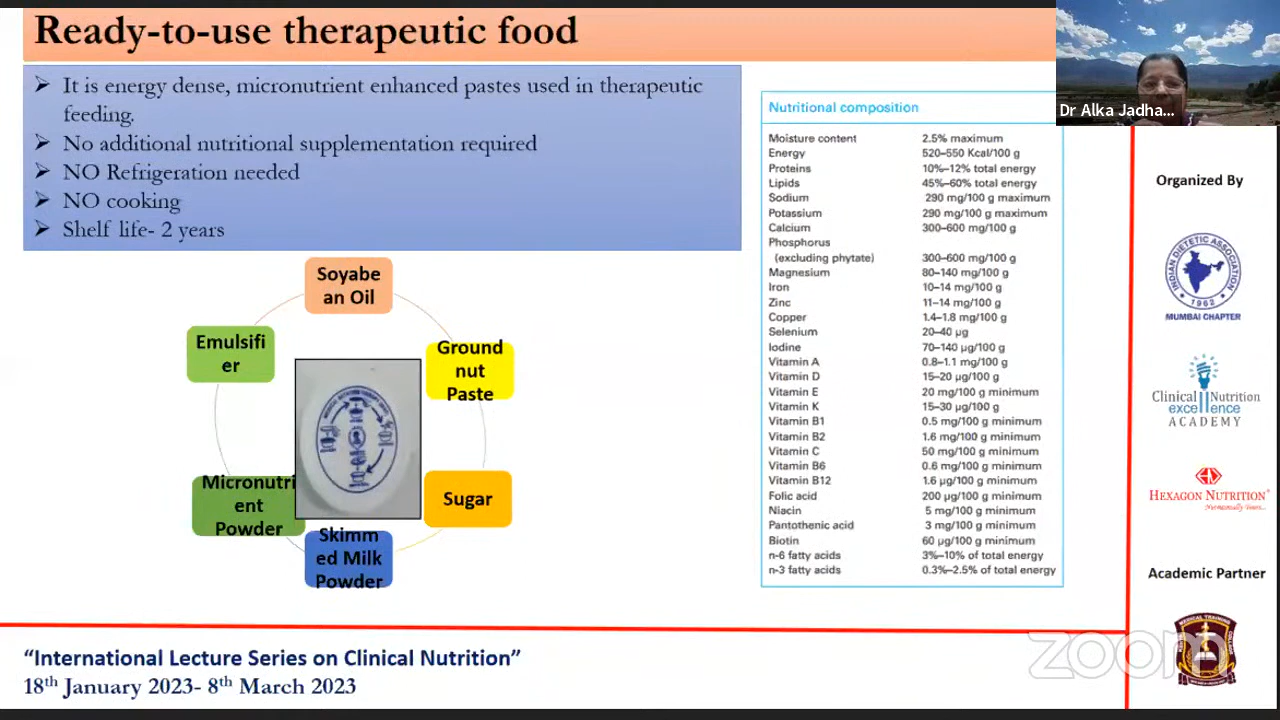 Ready-to-use therapeutic food
It is energy dense, micronutrient enhanced pastes used in therapeutic
feeding.
No additional nutritional supplementation required
NO Refrigeration needed
NO cooking
Shelf life- 2 years
Soyabe
an Oil
Ground
nut
Paste
Sugar
Skimm
ed Milk
Powder
Micronutri
ent
Powder
Emulsifi
er
Nutritional composition
Moisture content 2.5% maximum
Energy 520–550 Kcal/100 g
Proteins 10%–12% total energy
Lipids 45%–60% total energy
Sodium 290 mg/100 g maximum
Potassium 290 mg/100 g maximum
Calcium 300–600 mg/100 g
Phosphorus
(excluding phytate) 300–600 mg/100 g
Magnesium 80–140 mg/100 g
Iron 10–14 mg/100 g
Zinc 11–14 mg/100 g
Copper 1.4–1.8 mg/100 g
Selenium 20–40 µg
Iodine 70–140 µg/100 g
Vitamin A 0.8–1.1 mg/100 g
Vitamin D 15–20 µg/100 g
Vitamin E 20 mg/100 g minimum
Vitamin K 15–30 µg/100 g
Vitamin B1 0.5 mg/100 g minimum
Vitamin B2 1.6 mg/100 g minimum
Vitamin C 50 mg/100 g minimum
Vitamin B6 0.6 mg/100 g minimum
Vitamin B12 1.6 µg/100 g minimum
Folic acid 200 µg/100 g minimum
Niacin 5 mg/100 g minimum
Pantothenic acid 3 mg/100 g minimum
Biotin 60 µg/100 g minimum
n-6 fatty acids 3%–10% of total energy
n-3 fatty acids 0.3%–2.5% of total energy
Dr Alka Jadha...
Organized By
INDIAN DIETETIC ASSOCIATION
1962
MUMBAI CHAPTER
Clinical Nutrition
excellence
ACADEMY
HEXAGON NUTRITION
Academic Partner
MEDICAL TRAINING
"International Lecture Series on Clinical Nutrition"
18th January 2023- 8th March 2023
zoom